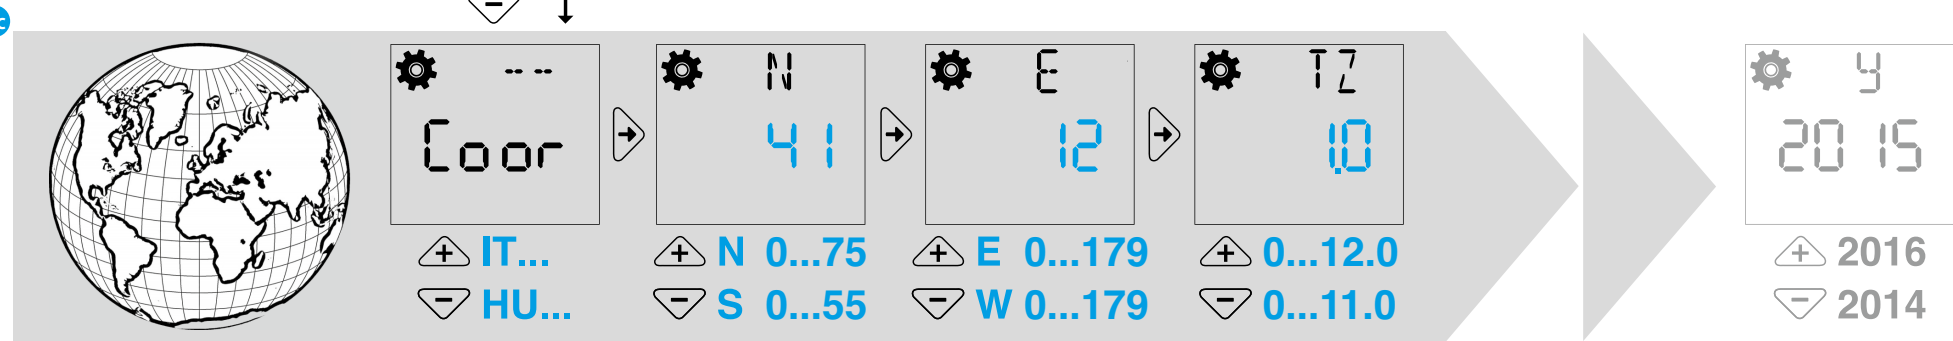 c
-- --
Coor
+ IT...
− HU...
N
41
+ N 0...75
− S 0...55
E
12
+ E 0...179
− W 0...179
TZ
1.0
+ 0...12.0
− 0...11.0
y
2015
+ 2016
− 2014